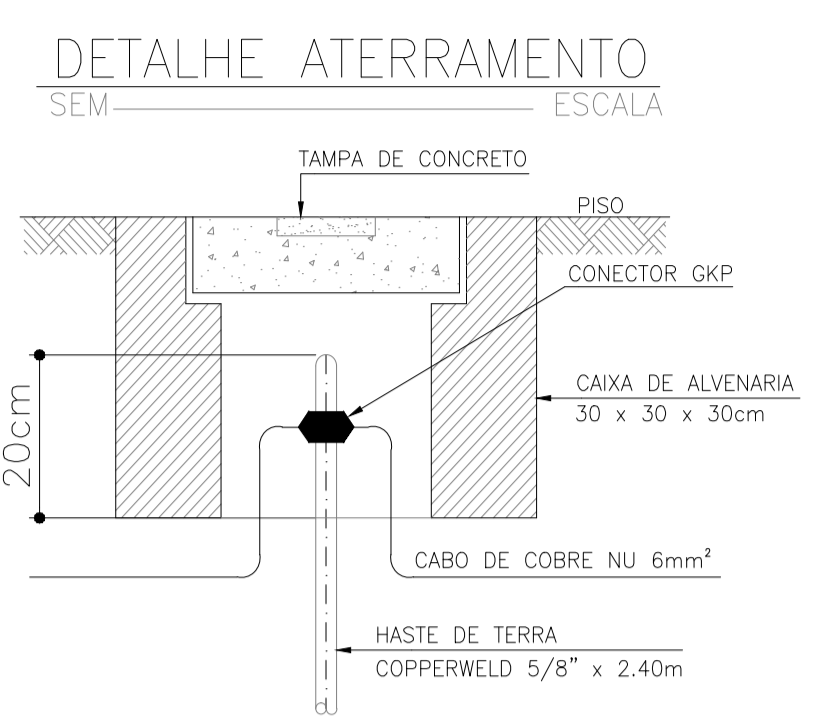 DETALHE ATERRAMENTO
SEM ESCALA
TAMPA DE CONCRETO
PISO
CONECTOR GKP
CAIXA DE ALVENARIA
30 x 30 x 30cm
20cm
CABO DE COBRE NU 6mm²
HASTE DE TERRA
COPPERWELD 5/8" x 2.40m